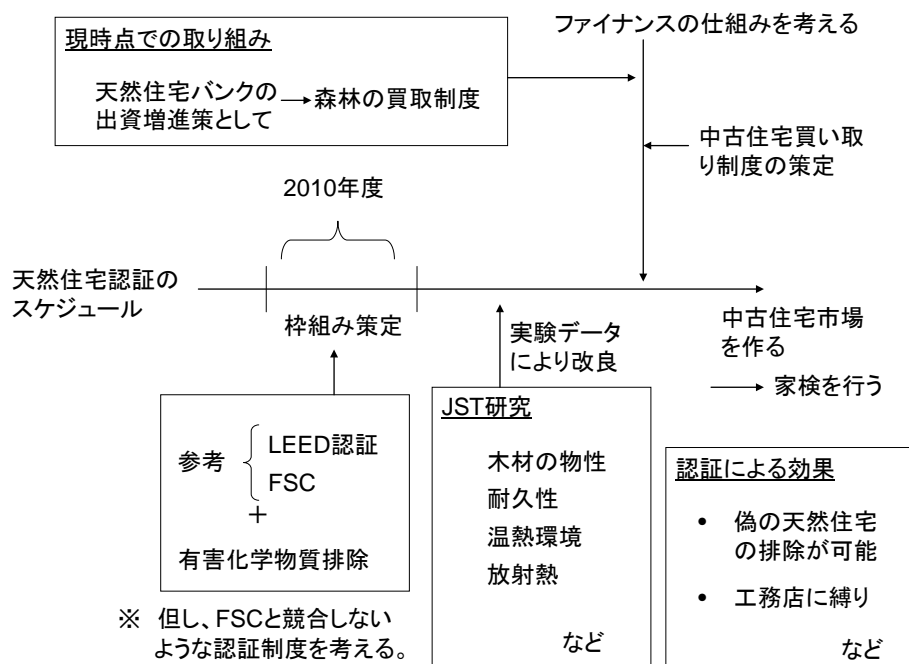 現時点での取り組み
天然住宅バンクの
出資増進策として
森林の買取制度
ファイナンスの仕組みを考える
中古住宅買い取
り制度の策定
2010年度
天然住宅認証の
スケジュール
枠組み策定
実験データ
により改良
中古住宅市場
を作る
家検を行う
参考
LEED認証
FSC
＋
有害化学物質排除
※ 但し、FSCと競合しない
ような認証制度を考える。
JST研究
木材の物性
耐久性
温熱環境
放射熱
など
認証による効果
• 偽の天然住宅
の排除が可能
• 工務店に縛り
など